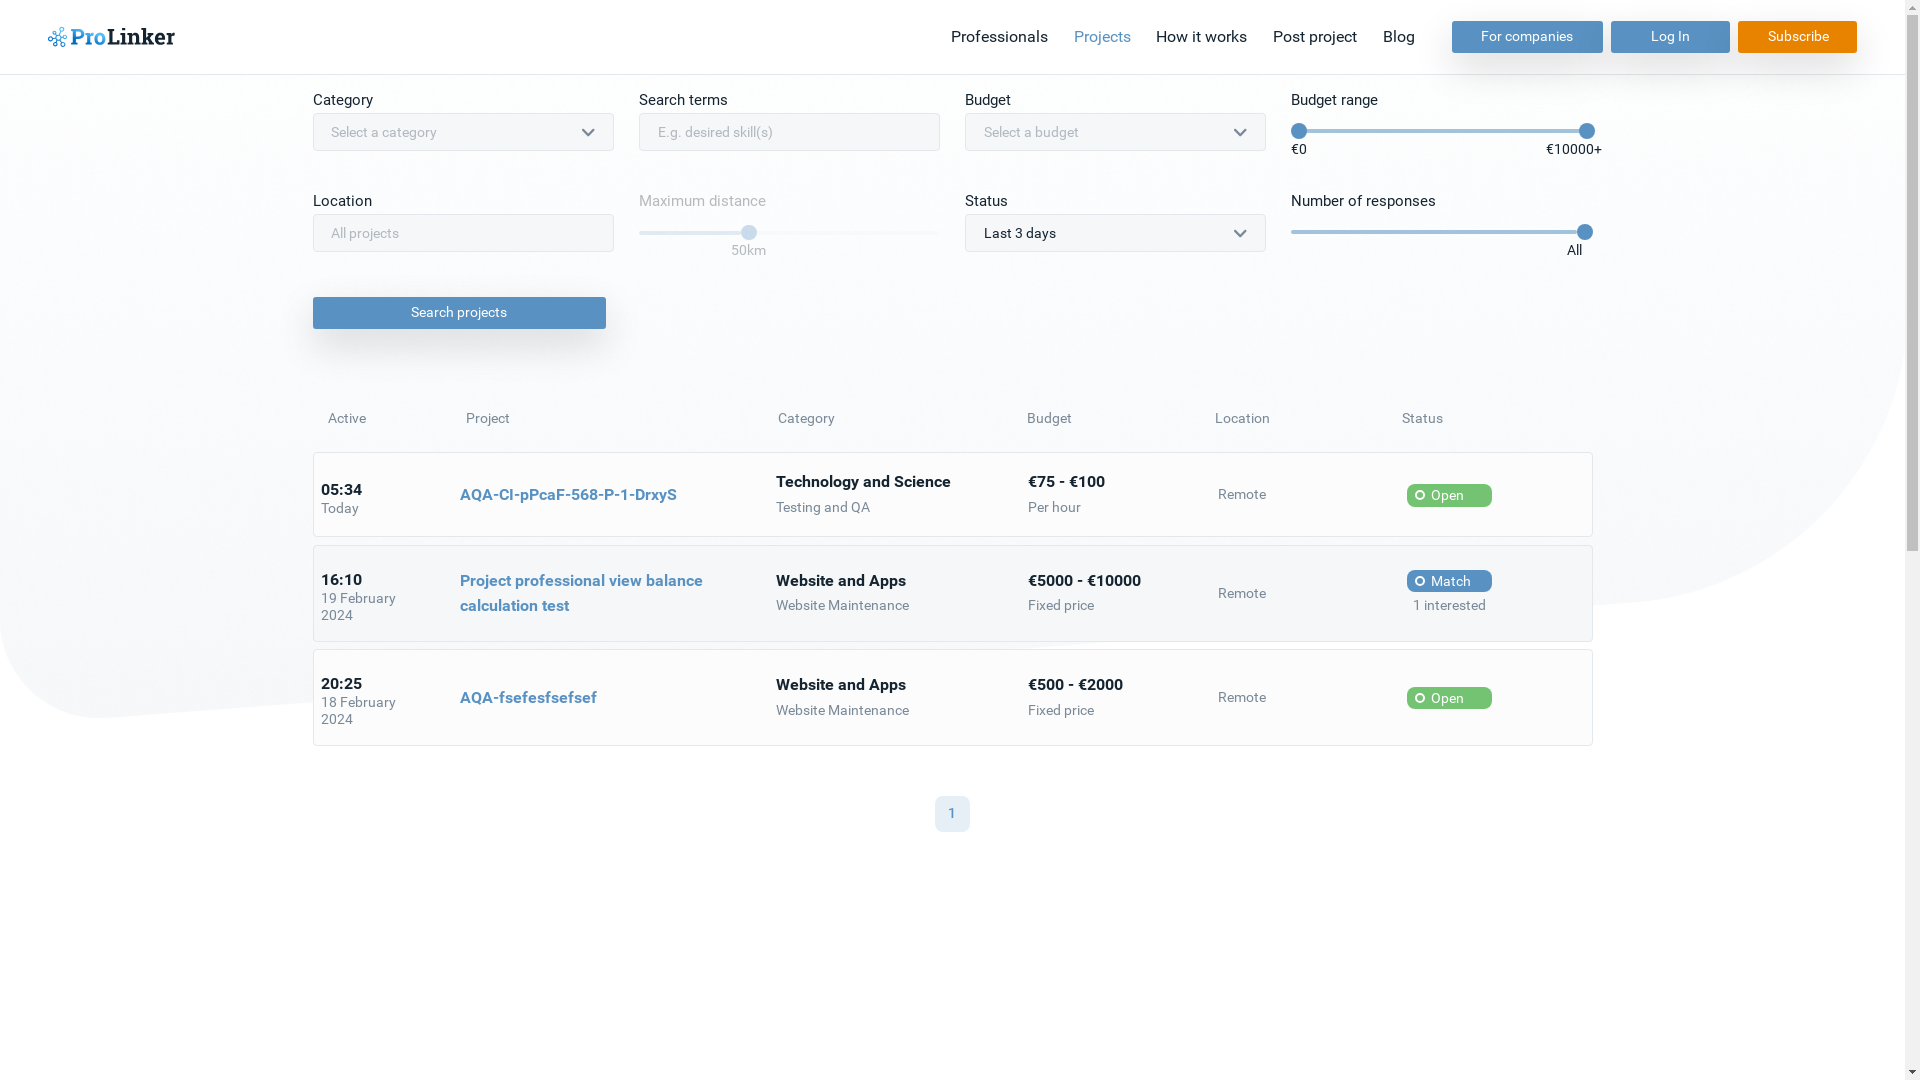 ProLinker
Professionals
Projects
How it works
Post project
Blog
For companies
Log In
Subscribe
Category
Search terms
Budget
Budget range
Select a category
E.g. desired skill(s)
Select a budget
€0
€10000+
Location
Maximum distance
Status
Number of responses
All projects
50km
Last 3 days
All
Search projects
Active
Project
Category
Budget
Location
Status
05:34
Today
AQA-CI-pPcaF-568-P-1-DrxyS
Technology and Science
Testing and QA
€75 - €100
Per hour
Remote
Open
16:10
19 February
2024
Project professional view balance
calculation test
Website and Apps
Website Maintenance
€5000 - €10000
Fixed price
Remote
Match
1 interested
20:25
18 February
2024
AQA-fsefesfsefsef
Website and Apps
Website Maintenance
€500 - €2000
Fixed price
Remote
Open
1